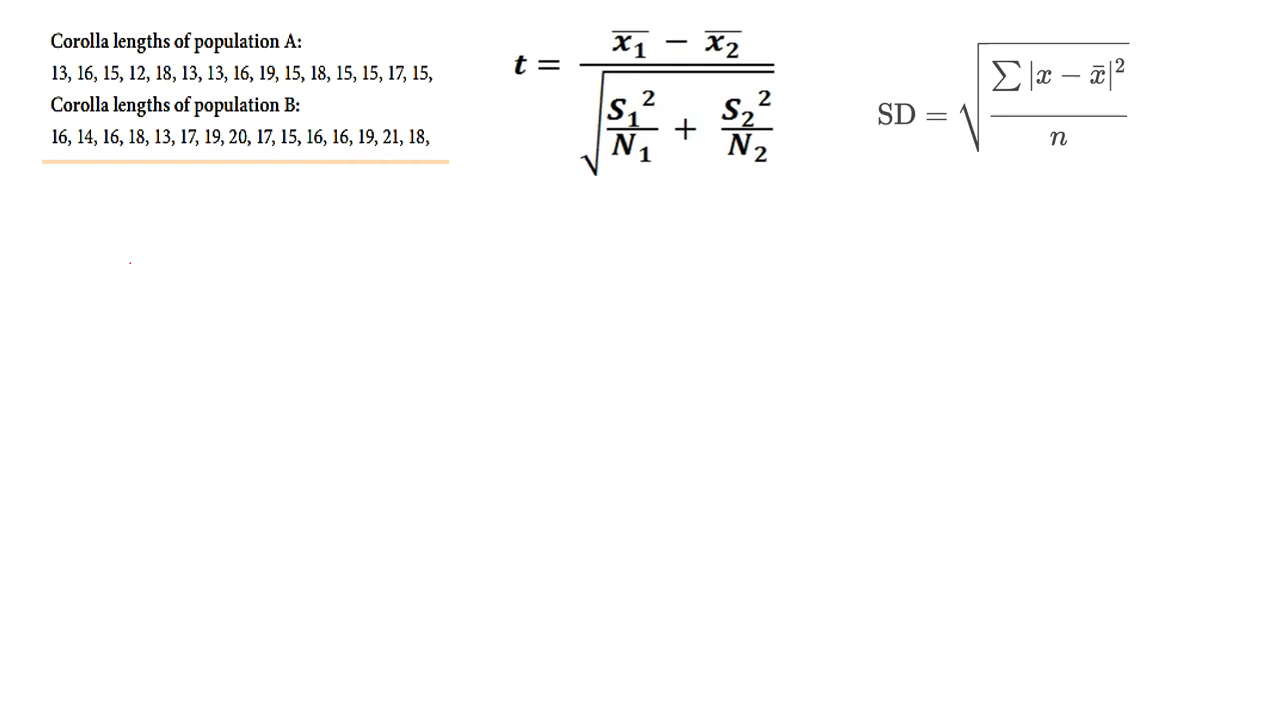 Corolla lengths of population A:
13, 16, 15, 12, 18, 13, 13, 16, 19, 15, 18, 15, 15, 17, 15,
Corolla lengths of population B:
16, 14, 16, 18, 13, 17, 19, 20, 17, 15, 16, 16, 19, 21, 18,
t = (x̅₁ − x̅₂) / √(S₁²/N₁ + S₂²/N₂)
SD = √(∑|x − x̄|² / n)